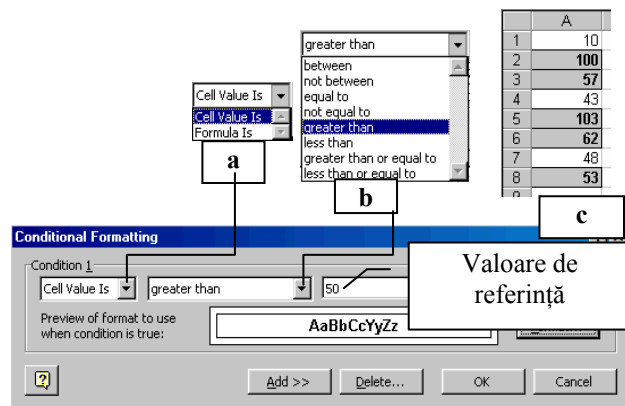 greater than
between
not between
equal to
not equal to
greater than
less than
greater than or equal to
less than or equal to
Cell Value Is
Cell Value Is
Formula Is
a
b
A
1 10
2 100
3 57
4 43
5 103
6 62
7 48
8 53
c
Conditional Formatting
Condition 1
Cell Value Is greater than 50
Valoare de
referință
Preview of format to use
when condition is true:
AaBbCcYyZz
? Add >> Delete... OK Cancel